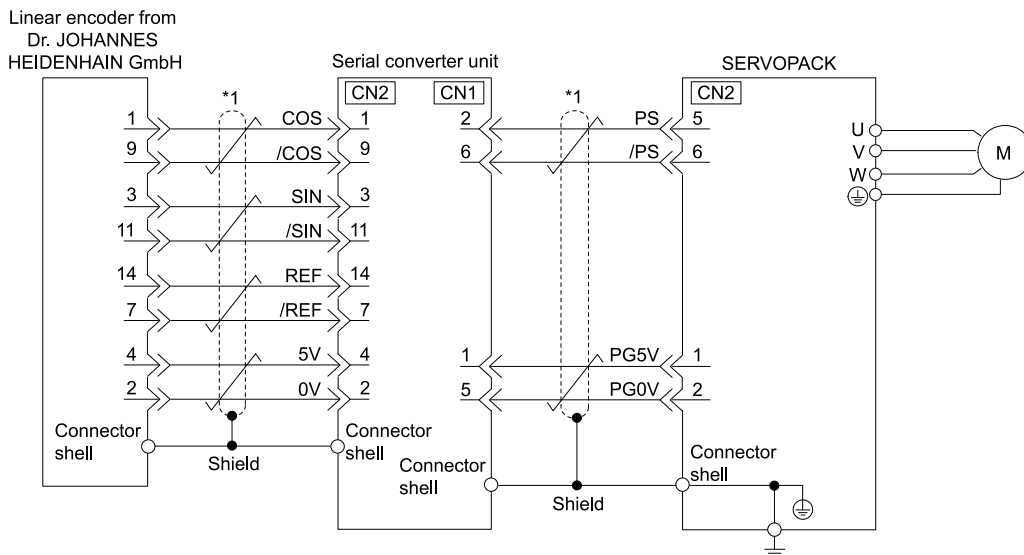 Linear encoder from
Dr. JOHANNES
HEIDENHAIN GmbH
Serial converter unit
SERVOPACK
CN2 CN1
CN2
*1
*1
1 COS 1
9 /COS 9
3 SIN 3
11 /SIN 11
14 REF 14
7 /REF 7
4 5V 4
2 0V 2
2 PS 5
6 /PS 6
1 PG5V 1
5 PG0V 2
U
V
W
M
Connector
shell
Shield
Connector
shell
Connector
shell
Shield
Connector
shell